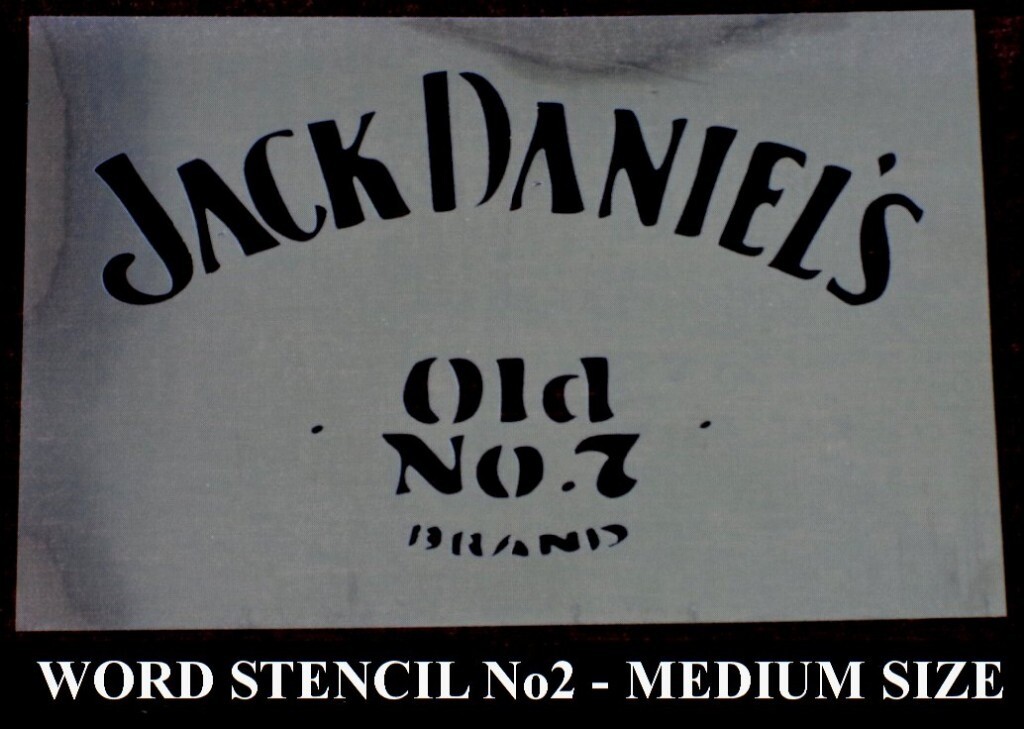 JACK DANIEL'S
Old
No.7
BRAND
WORD STENCIL No2 - MEDIUM SIZE